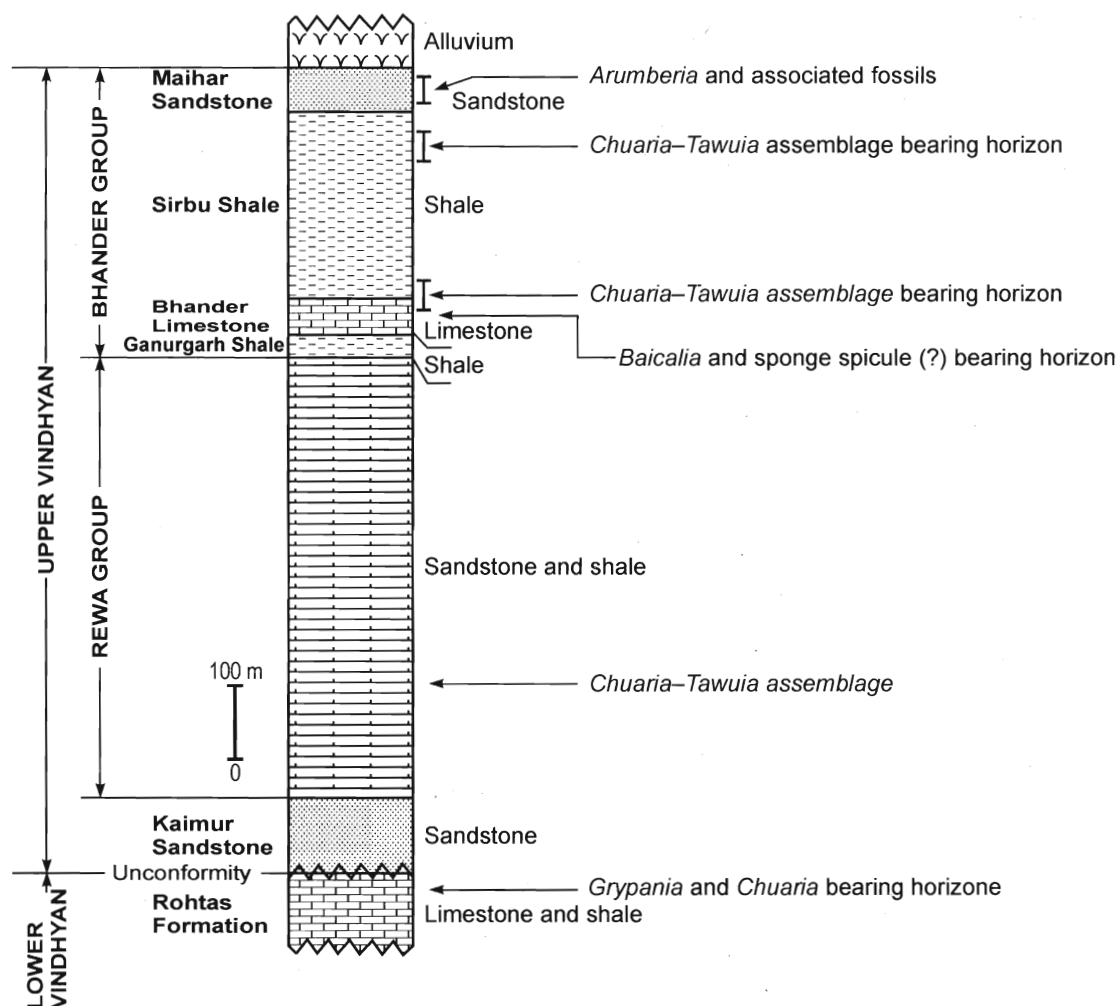 Alluvium
Maihar
Sandstone
Arumberia and associated fossils
Sandstone
Chuaria–Tawuia assemblage bearing horizon
Sirbu Shale
Shale
BHANDER GROUP
Chuaria–Tawuia assemblage bearing horizon
Bhander
Limestone
Limestone
Ganurgarh Shale
Shale
Baicalia and sponge spicule (?) bearing horizon
UPPER VINDHYAN
REWA GROUP
Sandstone and shale
100 m
0
Chuaria–Tawuia assemblage
Kaimur
Sandstone
Sandstone
Unconformity
Grypania and Chuaria bearing horizone
Rohtas
Formation
Limestone and shale
LOWER
VINDHYAN